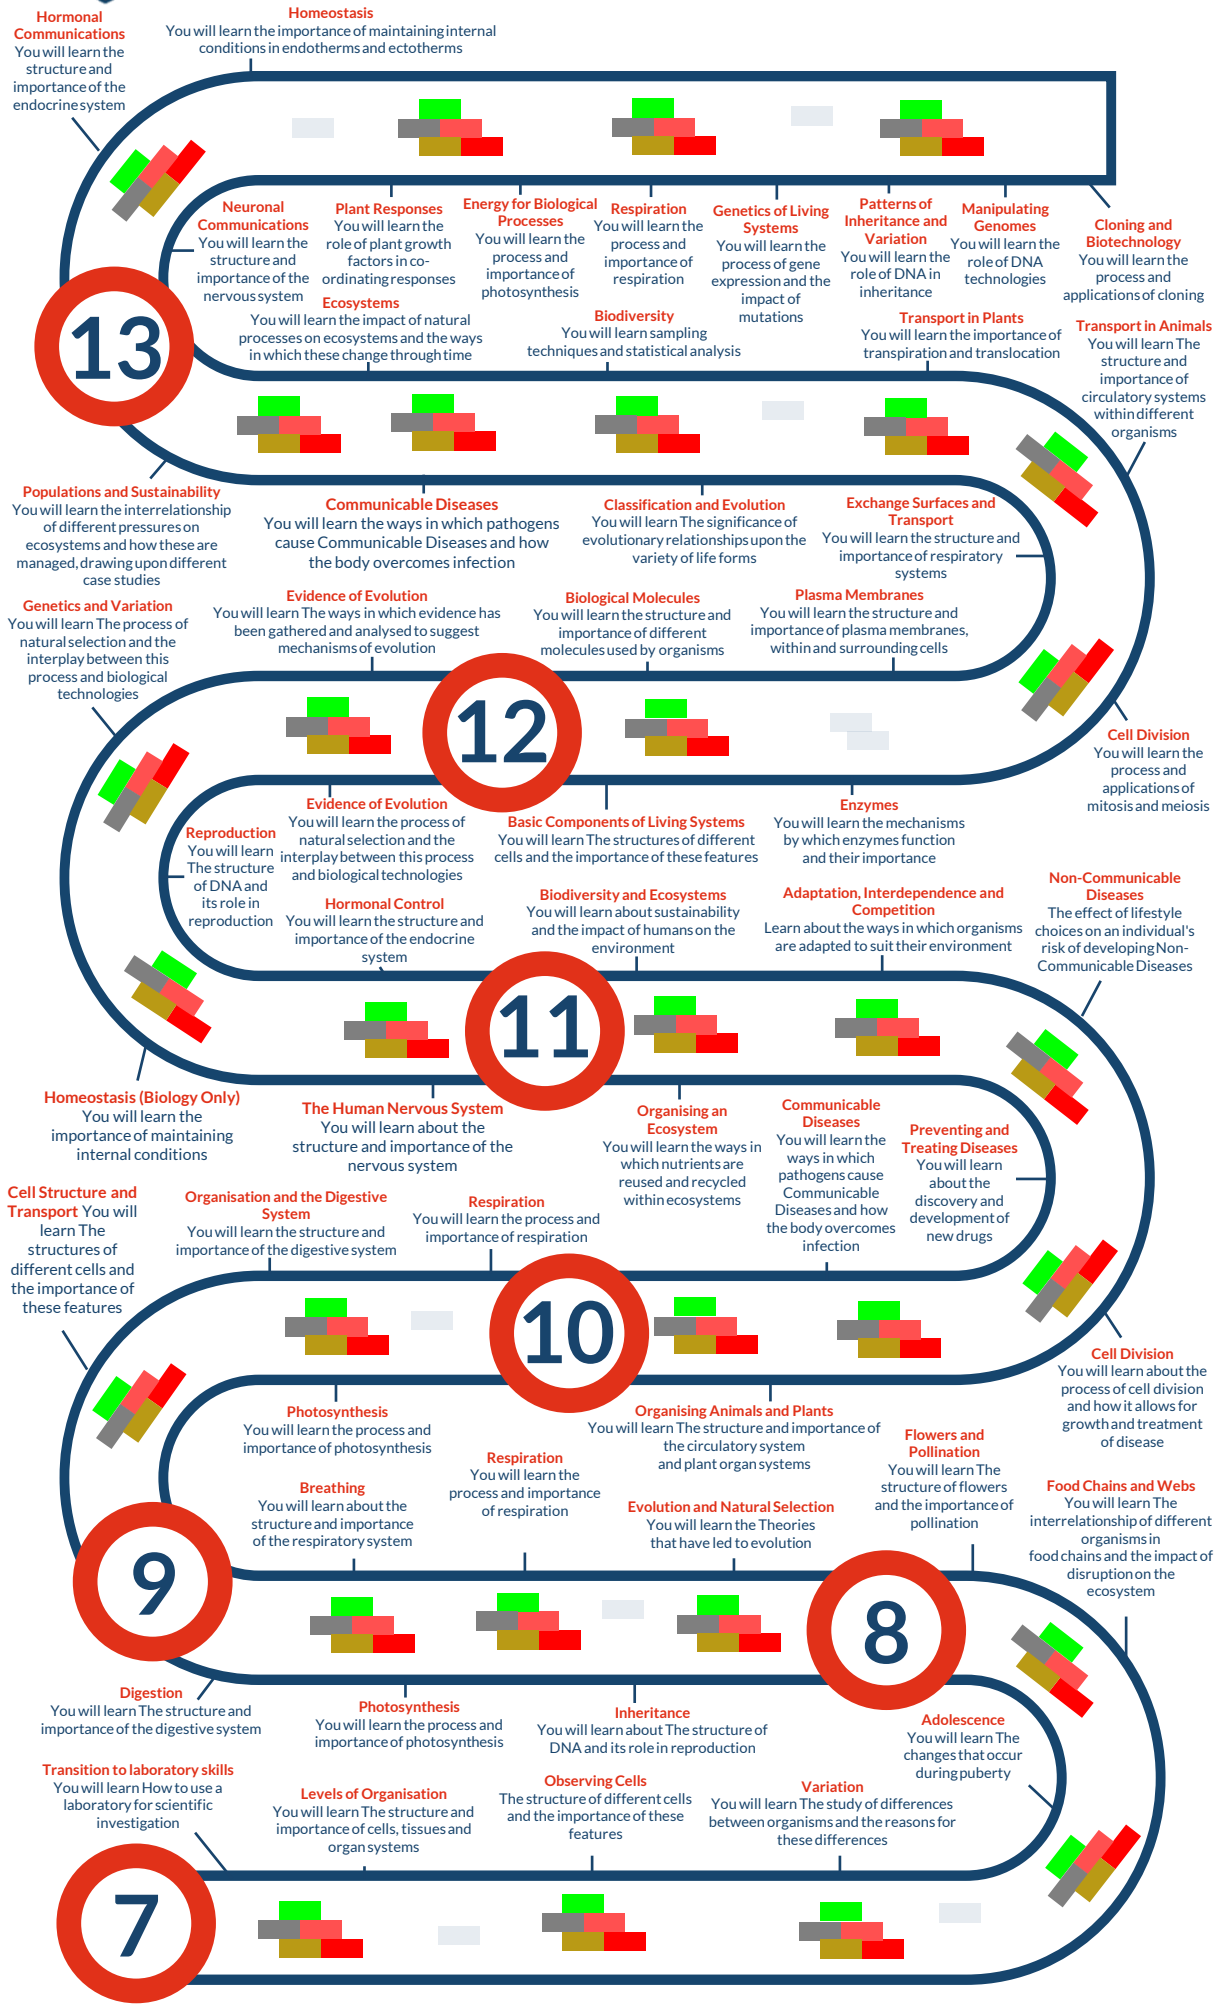 Hormonal
Communications
You will learn the
structure and
importance of the
endocrine system
Homeostasis
You will learn the importance of maintaining internal
conditions in endotherms and ectotherms
Neuronal
Communications
You will learn the
structure and
importance of the
nervous system
Plant Responses
You will learn the
role of plant growth
factors in co-
ordinating responses
Energy for Biological
Processes
You will learn the
process and
importance of
photosynthesis
Respiration
You will learn the
process and
importance of
respiration
Genetics of Living
Systems
You will learn the
process of gene
expression and the
impact of
mutations
Patterns of
Inheritance and
Variation
You will learn the
role of DNA in
inheritance
Manipulating
Genomes
You will learn the
role of DNA
technologies
Cloning and
Biotechnology
You will learn the
process and
applications of cloning
13
Ecosystems
You will learn the impact of natural
processes on ecosystems and the ways
in which these change through time
Biodiversity
You will learn sampling
techniques and statistical analysis
Transport in Plants
You will learn the importance of
transpiration and translocation
Transport in Animals
You will learn The
structure and
importance of
circulatory systems
within different
organisms
Populations and Sustainability
You will learn the interrelationship
of different pressures on
ecosystems and how these are
managed, drawing upon different
case studies
Communicable Diseases
You will learn the ways in which pathogens
cause Communicable Diseases and how
the body overcomes infection
Classification and Evolution
You will learn The significance of
evolutionary relationships upon the
variety of life forms
Exchange Surfaces and
Transport
You will learn the structure and
importance of respiratory
systems
Genetics and Variation
You will learn The process of
natural selection and the
interplay between this
process and biological
technologies
Evidence of Evolution
You will learn The ways in which evidence has
been gathered and analysed to suggest
mechanisms of evolution
Biological Molecules
You will learn the structure and
importance of different
molecules used by organisms
Plasma Membranes
You will learn the structure and
importance of plasma membranes,
within and surrounding cells
12
Cell Division
You will learn the
process and
applications of
mitosis and meiosis
Reproduction
You will learn
The structure
of DNA and
its role in
reproduction
Evidence of Evolution
You will learn the process of
natural selection and the
interplay between this process
and biological technologies
Basic Components of Living Systems
You will learn The structures of different
cells and the importance of these features
Enzymes
You will learn the mechanisms
by which enzymes function
and their importance
Hormonal Control
You will learn the structure and
importance of the endocrine
system
Biodiversity and Ecosystems
You will learn about sustainability
and the impact of humans on the
environment
Adaptation, Interdependence and
Competition
Learn about the ways in which organisms
are adapted to suit their environment
Non-Communicable
Diseases
The effect of lifestyle
choices on an individual's
risk of developing Non-
Communicable Diseases
11
Homeostasis (Biology Only)
You will learn the
importance of maintaining
internal conditions
The Human Nervous System
You will learn about the
structure and importance of the
nervous system
Organising an
Ecosystem
You will learn the ways in
which nutrients are
reused and recycled
within ecosystems
Communicable
Diseases
You will learn the
ways in which
pathogens cause
Communicable
Diseases and how
the body overcomes
infection
Preventing and
Treating Diseases
You will learn
about the
discovery and
development of
new drugs
Cell Structure and
Transport You will
learn The
structures of
different cells and
the importance of
these features
Organisation and the Digestive
System
You will learn the structure and
importance of the digestive system
Respiration
You will learn the process and
importance of respiration
10
Cell Division
You will learn about the
process of cell division
and how it allows for
growth and treatment
of disease
Photosynthesis
You will learn the process and
importance of photosynthesis
Organising Animals and Plants
You will learn The structure and importance of
the circulatory system
and plant organ systems
Breathing
You will learn about the
structure and importance
of the respiratory system
Respiration
You will learn the
process and importance
of respiration
Evolution and Natural Selection
You will learn the Theories
that have led to evolution
Flowers and
Pollination
You will learn The
structure of flowers
and the importance of
pollination
Food Chains and Webs
You will learn The
interrelationship of different
organisms in
food chains and the impact of
disruption on the
ecosystem
9
8
Digestion
You will learn The structure and
importance of the digestive system
Photosynthesis
You will learn the process and
importance of photosynthesis
Inheritance
You will learn about The structure of
DNA and its role in reproduction
Adolescence
You will learn The
changes that occur
during puberty
Transition to laboratory skills
You will learn How to use a
laboratory for scientific
investigation
Levels of Organisation
You will learn The structure and
importance of cells, tissues and
organ systems
Observing Cells
The structure of different cells
and the importance of these
features
Variation
You will learn The study of differences
between organisms and the reasons for
these differences
7